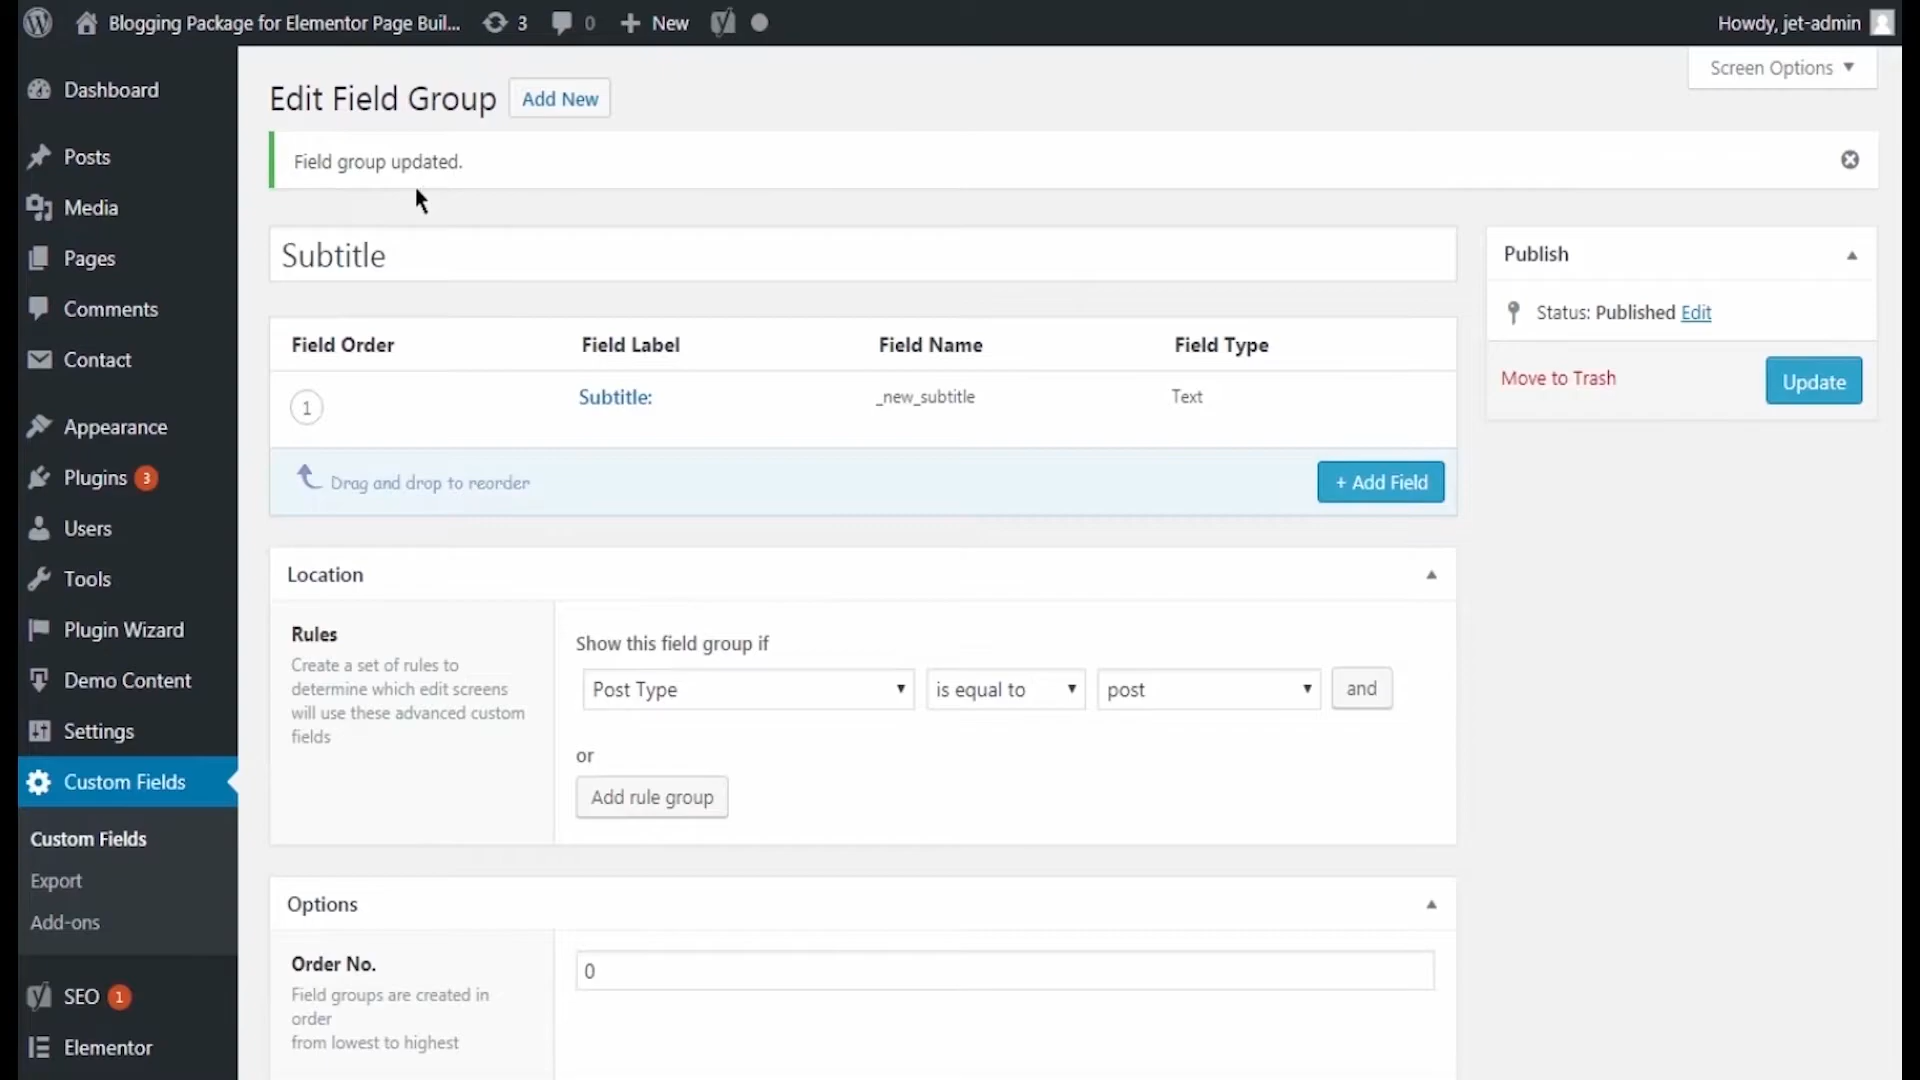 Blogging Package for Elementor Page Buil... 3 0 + New Howdy, jet-admin
Screen Options ▼
Dashboard
Posts
Media
Pages
Comments
Contact
Appearance
Plugins 3
Users
Tools
Plugin Wizard
Demo Content
Settings
Custom Fields
Custom Fields
Export
Add-ons
SEO 1
Elementor
Edit Field Group Add New
Field group updated.
Subtitle
Field Order Field Label Field Name Field Type
1 Subtitle: _new_subtitle Text
Drag and drop to reorder + Add Field
Location
Rules
Create a set of rules to
determine which edit screens
will use these advanced custom
fields
Show this field group if
Post Type is equal to post and
or
Add rule group
Options
Order No.
Field groups are created in
order
from lowest to highest
0
Publish
Status: Published Edit
Move to Trash Update